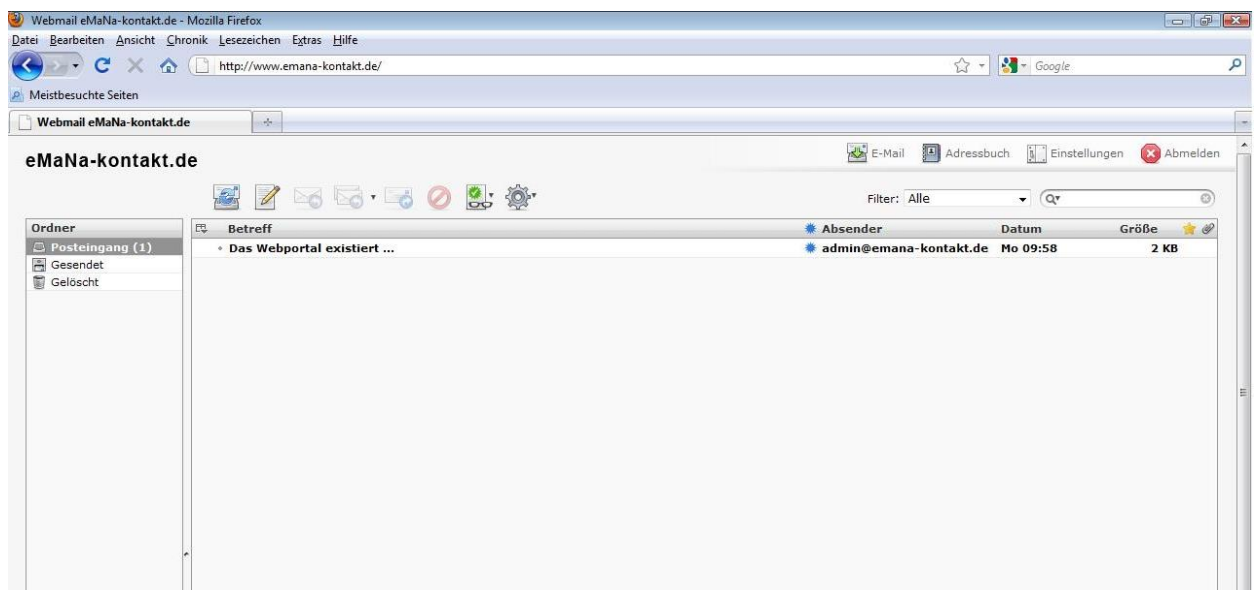 Webmail eMaNa-kontakt.de - Mozilla Firefox
Datei Bearbeiten Ansicht Chronik Lesezeichen Extras Hilfe
http://www.emana-kontakt.de/ Google
Meistbesuchte Seiten
Webmail eMaNa-kontakt.de
eMaNa-kontakt.de E-Mail Adressbuch Einstellungen Abmelden
Filter: Alle
Ordner Betreff Absender Datum Größe
Posteingang (1) Das Webportal existiert ... admin@emana-kontakt.de Mo 09:58 2 KB
Gesendet
Gelöscht